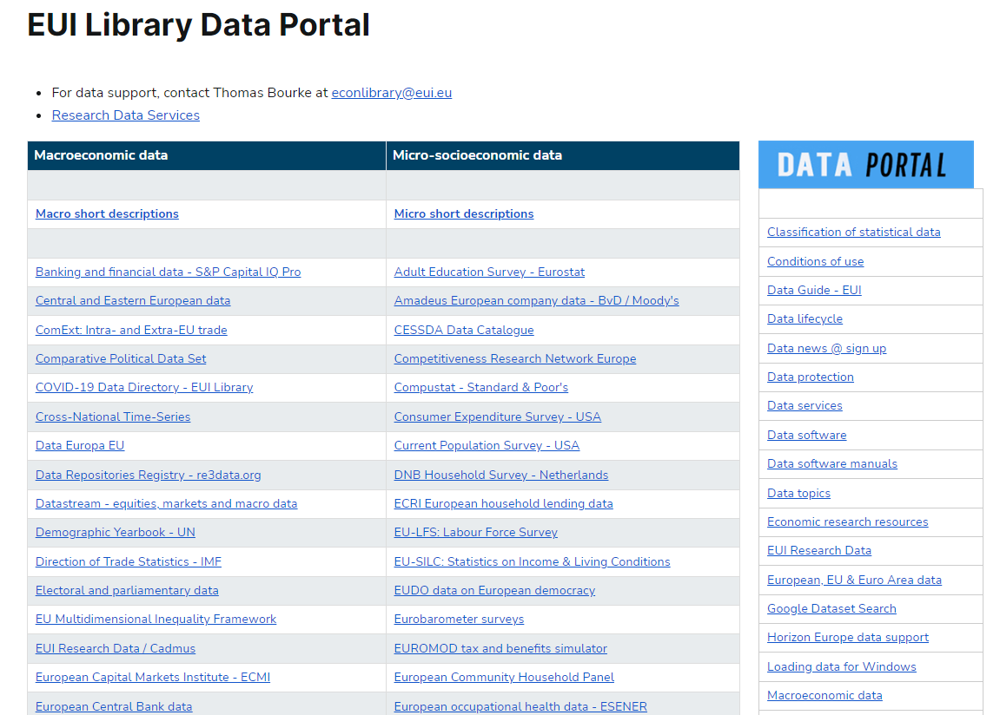 EUI Library Data Portal
For data support, contact Thomas Bourke at econlibrary@eui.eu
Research Data Services
Macroeconomic data
Micro-socioeconomic data
Macro short descriptions
Micro short descriptions
Banking and financial data - S&P Capital IQ Pro
Adult Education Survey - Eurostat
Central and Eastern European data
Amadeus European company data - BvD / Moody's
ComExt: Intra- and Extra-EU trade
CESSDA Data Catalogue
Comparative Political Data Set
Competitiveness Research Network Europe
COVID-19 Data Directory - EUI Library
Compustat - Standard & Poor's
Cross-National Time-Series
Consumer Expenditure Survey - USA
Data Europa EU
Current Population Survey - USA
Data Repositories Registry - re3data.org
DNB Household Survey - Netherlands
Datastream - equities, markets and macro data
ECRI European household lending data
Demographic Yearbook - UN
EU-LFS: Labour Force Survey
Direction of Trade Statistics - IMF
EU-SILC: Statistics on Income & Living Conditions
Electoral and parliamentary data
EUDO data on European democracy
EU Multidimensional Inequality Framework
Eurobarometer surveys
EUI Research Data / Cadmus
EUROMOD tax and benefits simulator
European Capital Markets Institute - ECMI
European Community Household Panel
European Central Bank data
European occupational health data - ESENER
DATA PORTAL
Classification of statistical data
Conditions of use
Data Guide - EUI
Data lifecycle
Data news @ sign up
Data protection
Data services
Data software
Data software manuals
Data topics
Economic research resources
EUI Research Data
European, EU & Euro Area data
Google Dataset Search
Horizon Europe data support
Loading data for Windows
Macroeconomic data